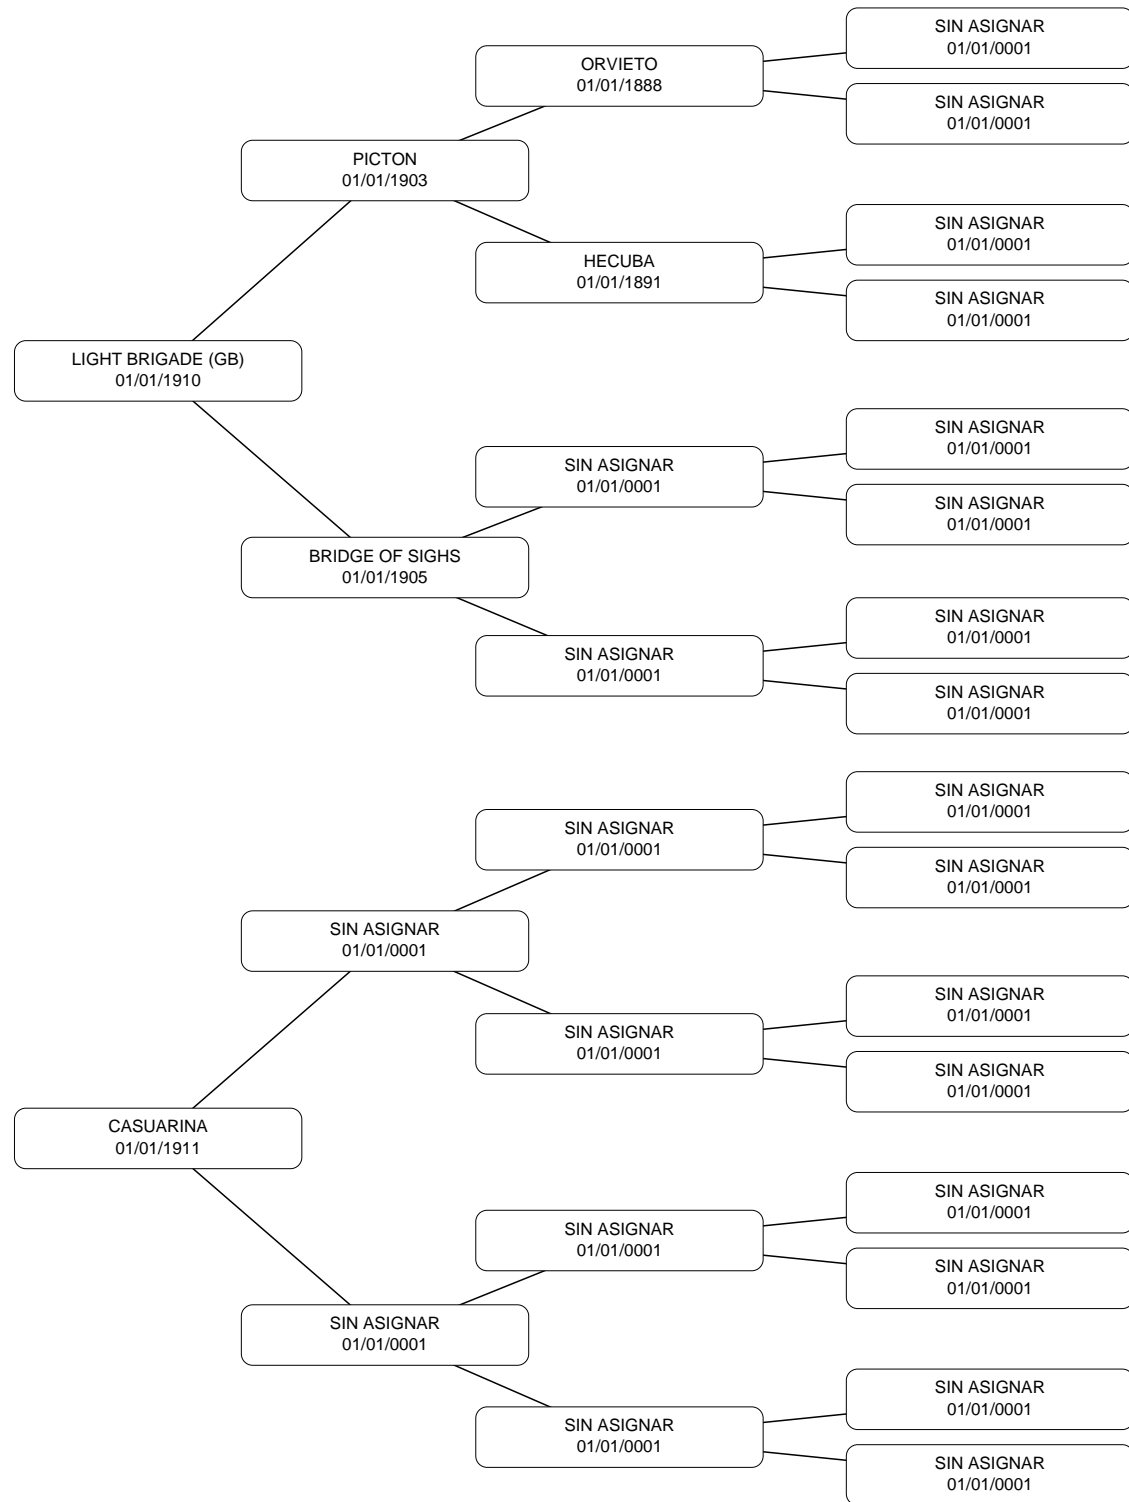 SIN ASIGNAR
01/01/0001
ORVIETO
01/01/1888
SIN ASIGNAR
01/01/0001
PICTON
01/01/1903
SIN ASIGNAR
01/01/0001
HECUBA
01/01/1891
SIN ASIGNAR
01/01/0001
LIGHT BRIGADE (GB)
01/01/1910
SIN ASIGNAR
01/01/0001
SIN ASIGNAR
01/01/0001
SIN ASIGNAR
01/01/0001
BRIDGE OF SIGHS
01/01/1905
SIN ASIGNAR
01/01/0001
SIN ASIGNAR
01/01/0001
SIN ASIGNAR
01/01/0001
SIN ASIGNAR
01/01/0001
SIN ASIGNAR
01/01/0001
SIN ASIGNAR
01/01/0001
SIN ASIGNAR
01/01/0001
SIN ASIGNAR
01/01/0001
SIN ASIGNAR
01/01/0001
SIN ASIGNAR
01/01/0001
CASUARINA
01/01/1911
SIN ASIGNAR
01/01/0001
SIN ASIGNAR
01/01/0001
SIN ASIGNAR
01/01/0001
SIN ASIGNAR
01/01/0001
SIN ASIGNAR
01/01/0001
SIN ASIGNAR
01/01/0001
SIN ASIGNAR
01/01/0001